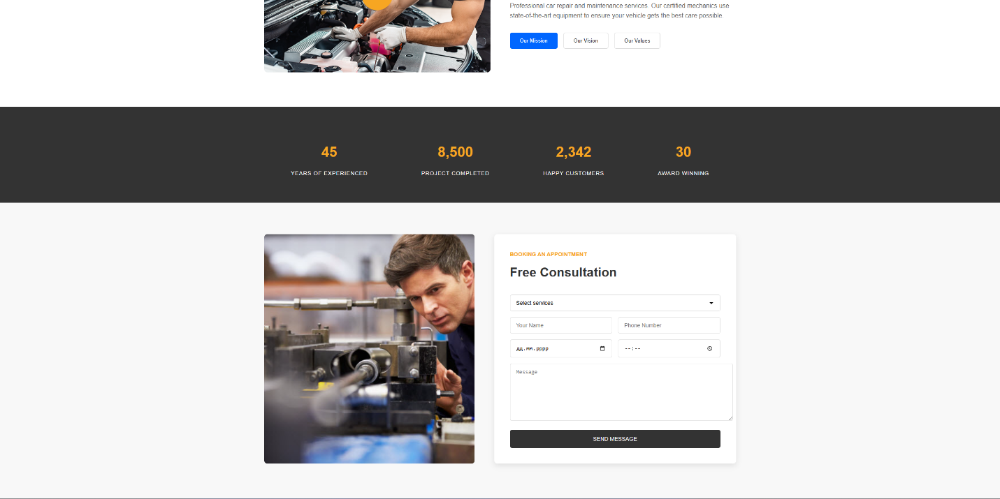 Professional car repair and maintenance services. Our certified mechanics use
state-of-the-art equipment to ensure your vehicle gets the best care possible.
Our Mission
Our Vision
Our Values
45
8,500
2,342
30
YEARS OF EXPERIENCED
PROJECT COMPLETED
HAPPY CUSTOMERS
AWARD WINNING
BOOKING AN APPOINTMENT
Free Consultation
Select services
Your Name
Phone Number
дд.мм.рррр
--:--
Message
SEND MESSAGE